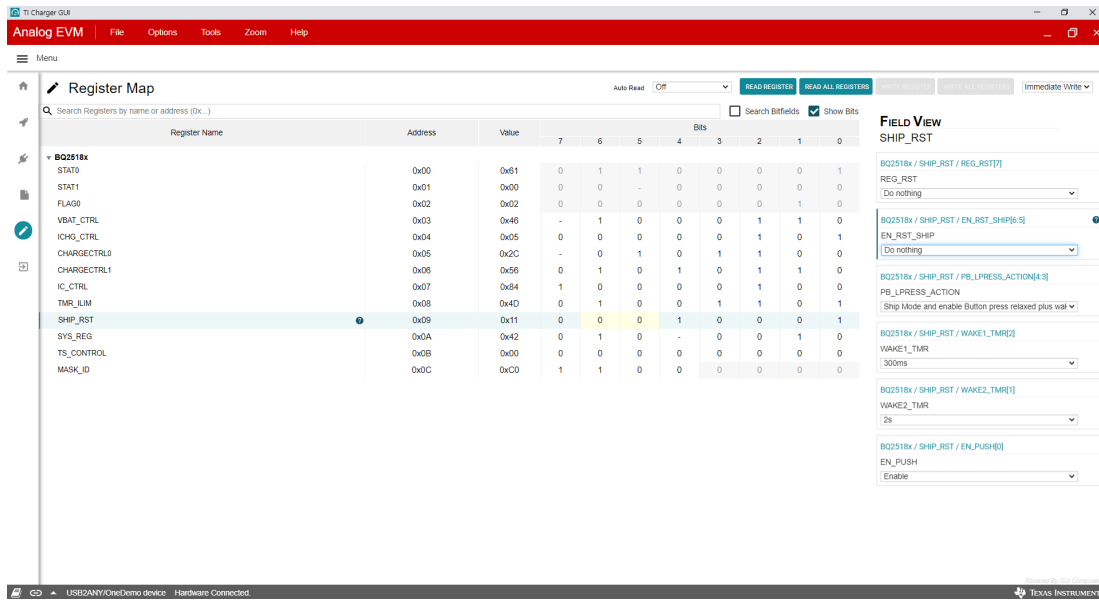 TI Charger GUI
Analog EVM File Options Tools Zoom Help
Menu
Register Map Auto Read Off READ REGISTER READ ALL REGISTERS WRITE REGISTER WRITE ALL REGISTERS Immediate Write
Search Registers by name or address (0x...) Search Bitfields Show Bits
Register Name Address Value Bits
7 6 5 4 3 2 1 0
BQ2518x
STAT0 0x00 0x61 0 1 1 0 0 0 0 1
STAT1 0x01 0x00 0 0 - 0 0 0 0 0
FLAG0 0x02 0x02 0 0 0 0 0 0 1 0
VBAT_CTRL 0x03 0x46 - 1 0 0 0 1 1 0
ICHG_CTRL 0x04 0x05 0 0 0 0 0 1 0 1
CHARGECTRL0 0x05 0x2C - 0 1 0 1 1 0 0
CHARGECTRL1 0x06 0x56 0 1 0 1 0 1 1 0
IC_CTRL 0x07 0x84 1 0 0 0 0 1 0 0
TMR_ILIM 0x08 0x4D 0 1 0 0 1 1 0 1
SHIP_RST 0x09 0x11 0 0 0 1 0 0 0 1
SYS_REG 0x0A 0x42 0 1 0 - 0 0 1 0
TS_CONTROL 0x0B 0x00 0 0 0 0 0 0 0 0
MASK_ID 0x0C 0xC0 1 1 0 0 0 0 0 0
FIELD VIEW
SHIP_RST
BQ2518x / SHIP_RST / REG_RST[7]
REG_RST
Do nothing
BQ2518x / SHIP_RST / EN_RST_SHIP[6:5]
EN_RST_SHIP
Do nothing
BQ2518x / SHIP_RST / PB_LPRESS_ACTION[4:3]
PB_LPRESS_ACTION
Ship Mode and enable Button press relaxed plus
BQ2518x / SHIP_RST / WAKE1_TMR[2]
WAKE1_TMR
300ms
BQ2518x / SHIP_RST / WAKE2_TMR[1]
WAKE2_TMR
2s
BQ2518x / SHIP_RST / EN_PUSH[0]
EN_PUSH
Enable
Powered By GUI Composer
USB2ANY/OneDemo device Hardware Connected. TEXAS INSTRUMENT